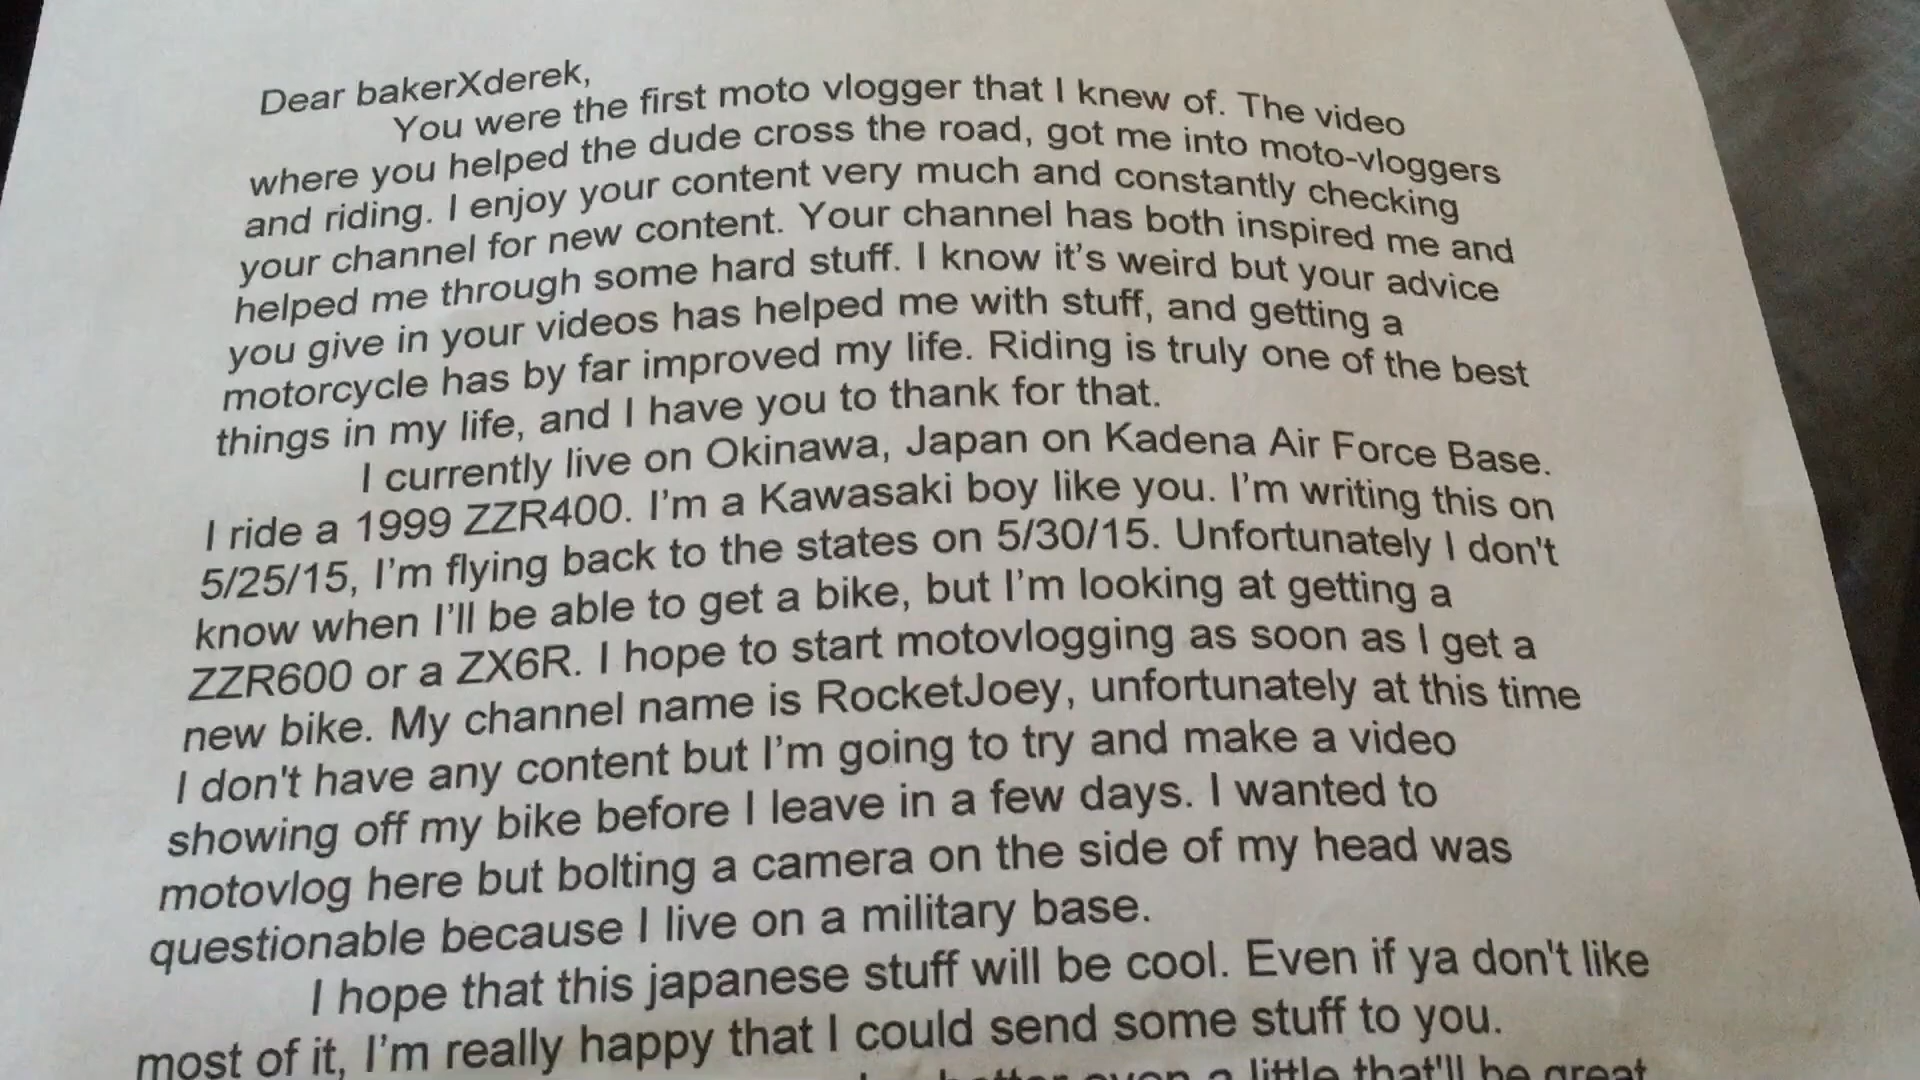 Dear bakerXderek,
You were the first moto vlogger that I knew of. The video
where you helped the dude cross the road, got me into moto-vloggers
and riding. I enjoy your content very much and constantly checking
your channel for new content. Your channel has both inspired me and
helped me through some hard stuff. I know it's weird but your advice
you give in your videos has helped me with stuff, and getting a
motorcycle has by far improved my life. Riding is truly one of the best
things in my life, and I have you to thank for that.
I currently live on Okinawa, Japan on Kadena Air Force Base.
I ride a 1999 ZZR400. I'm a Kawasaki boy like you. I'm writing this on
5/25/15, I'm flying back to the states on 5/30/15. Unfortunately I don't
know when I'll be able to get a bike, but I'm looking at getting a
ZZR600 or a ZX6R. I hope to start motovlogging as soon as I get a
new bike. My channel name is RocketJoey, unfortunately at this time
I don't have any content but I'm going to try and make a video
showing off my bike before I leave in a few days. I wanted to
motovlog here but bolting a camera on the side of my head was
questionable because I live on a military base.
I hope that this japanese stuff will be cool. Even if ya don't like
most of it, I'm really happy that I could send some stuff to you.
even a little that'll be great